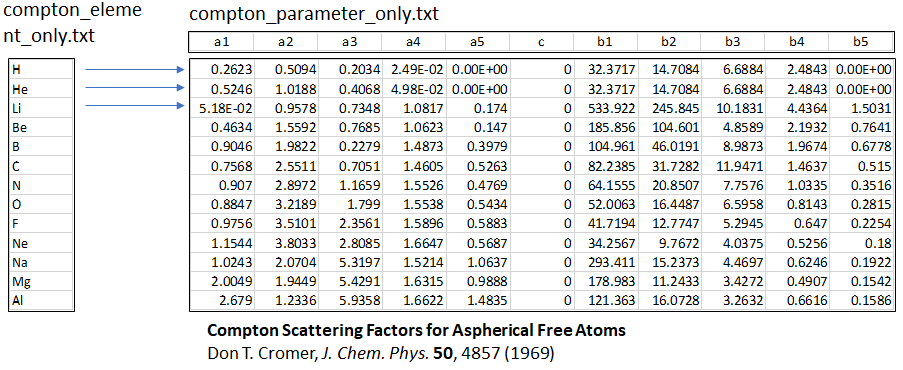 compton_eleme
nt_only.txt
compton_parameter_only.txt
a1 a2 a3 a4 a5 c b1 b2 b3 b4 b5
H 0.2623 0.5094 0.2034 2.49E-02 0.00E+00 0 32.3717 14.7084 6.6884 2.4843 0.00E+00
He 0.5246 1.0188 0.4068 4.98E-02 0.00E+00 0 32.3717 14.7084 6.6884 2.4843 0.00E+00
Li 5.18E-02 0.9578 0.7348 1.0817 0.174 0 533.922 245.845 10.1831 4.4364 1.5031
Be 0.4634 1.5592 0.7685 1.0623 0.147 0 185.856 104.601 4.8589 2.1932 0.7641
B 0.9046 1.9822 0.2279 1.4873 0.3979 0 104.961 46.0191 8.9873 1.9674 0.6778
C 0.7568 2.5511 0.7051 1.4605 0.5263 0 82.2385 31.7282 11.9471 1.4637 0.515
N 0.907 2.8972 1.1659 1.5526 0.4769 0 64.1555 20.8507 7.7576 1.0335 0.3516
O 0.8847 3.2189 1.799 1.5538 0.5434 0 52.0063 16.4487 6.5958 0.8143 0.2815
F 0.9756 3.5101 2.3561 1.5896 0.5883 0 41.7194 12.7747 5.2945 0.647 0.2254
Ne 1.1544 3.8033 2.8085 1.6647 0.5687 0 34.2567 9.7672 4.0375 0.5256 0.18
Na 1.0243 2.0704 5.3197 1.5214 1.0637 0 293.411 15.2373 4.4697 0.6246 0.1922
Mg 2.0049 1.9449 5.4291 1.6315 0.9888 0 178.983 11.2433 3.4272 0.4907 0.1542
Al 2.679 1.2336 5.9358 1.6622 1.4835 0 121.363 16.0728 3.2632 0.6616 0.1586
Compton Scattering Factors for Aspherical Free Atoms
Don T. Cromer, J. Chem. Phys. 50, 4857 (1969)